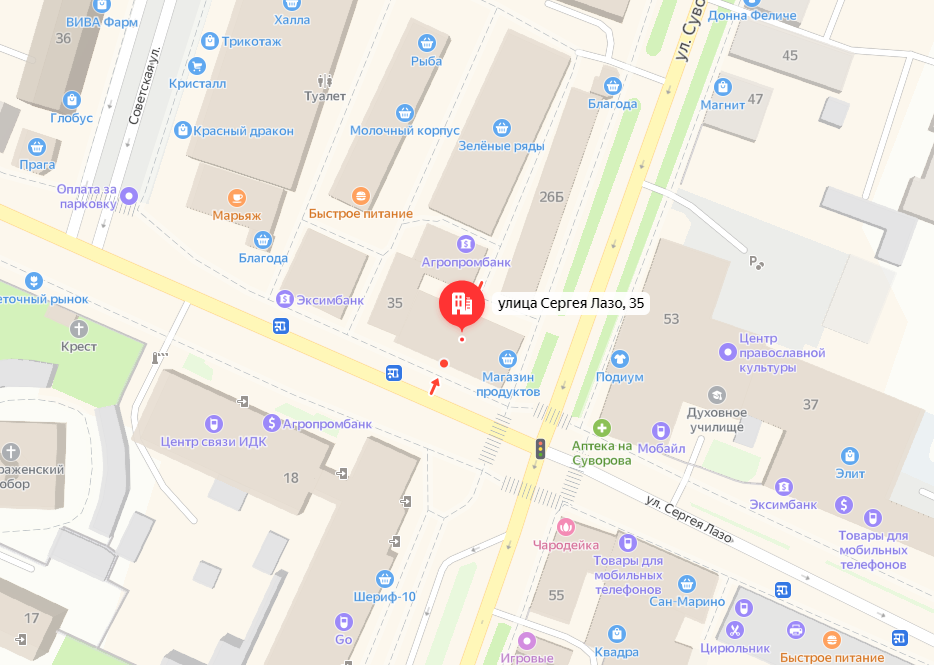 ВИВА Фарм
36
Халла
Трикотаж
Кристалл
Глобус
Прага
Советская ул.
Туалет
Красный дракон
Рыба
Молочный корпус
Зелёные ряды
Благода
26Б
ул. Суво
Донна Феличе
45
Магнит
47
Оплата за
парковку
Марьяж
Быстрое питание
Благода
Агропромбанк
P
еточный рынок
Эксимбанк
35
улица Сергея Лазо, 35
53
Крест
Магазин
продуктов
Подиум
Центр
православной
культуры
Духовное
училище
37
Центр связи ИДК
Агропромбанк
18
Аптека на
Суворова
Мобайл
Элит
Эксимбанк
раженский
обор
ул. Сергея Лазо
Товары для
мобильных
телефонов
Чародейка
Товары для
мобильных
телефонов
Шериф-10
55
Сан-Марино
17
Go
Игровые
Квадра
Цирюльник
Быстрое питание